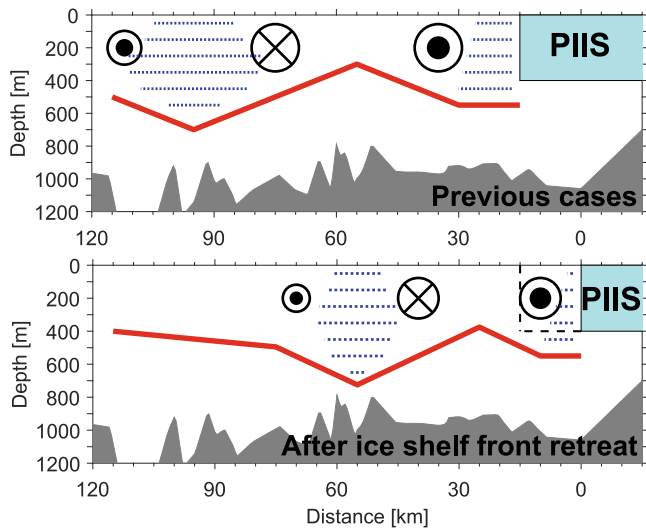 0
200
400
600
800
1000
1200
Depth [m]
PIIS
Previous cases
120 90 60 30 0
0
200
400
600
800
1000
1200
Depth [m]
PIIS
After ice shelf front retreat
120 90 60 30 0
Distance [km]